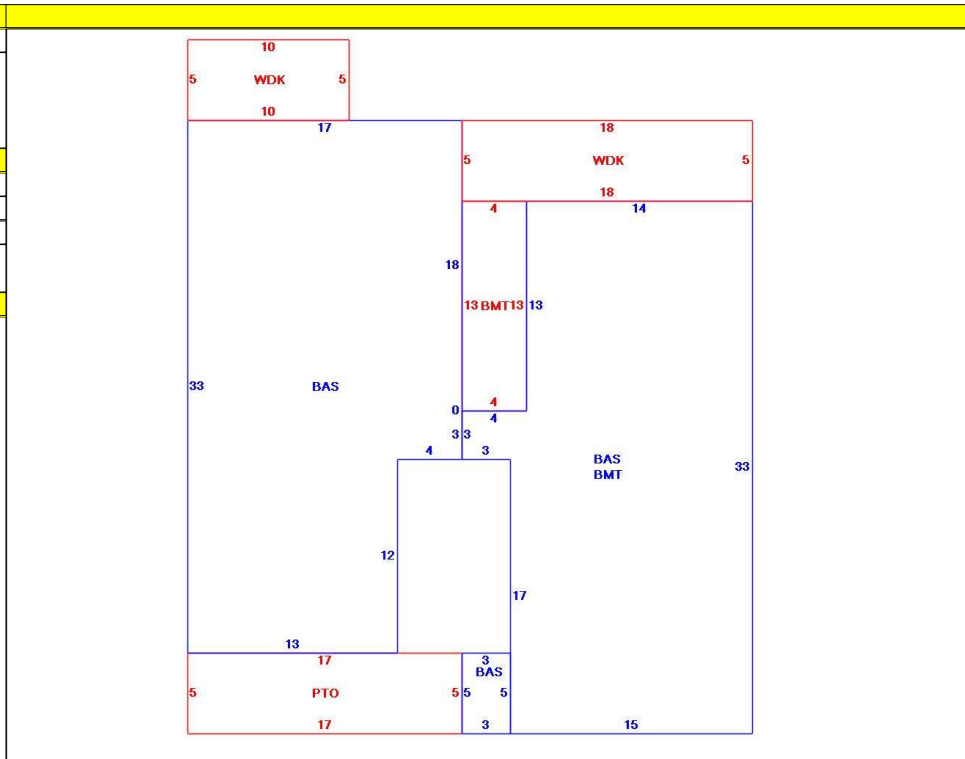 10
5 WDK 5
10
17 18
5 WDK 5
18
4 14
18
13 BMT 13 13
33 BAS
4
0 4
3 3
4 3
BAS 33
BMT
12
17
13
17 3
BAS
5 PTO 5 5 5
17 3 15